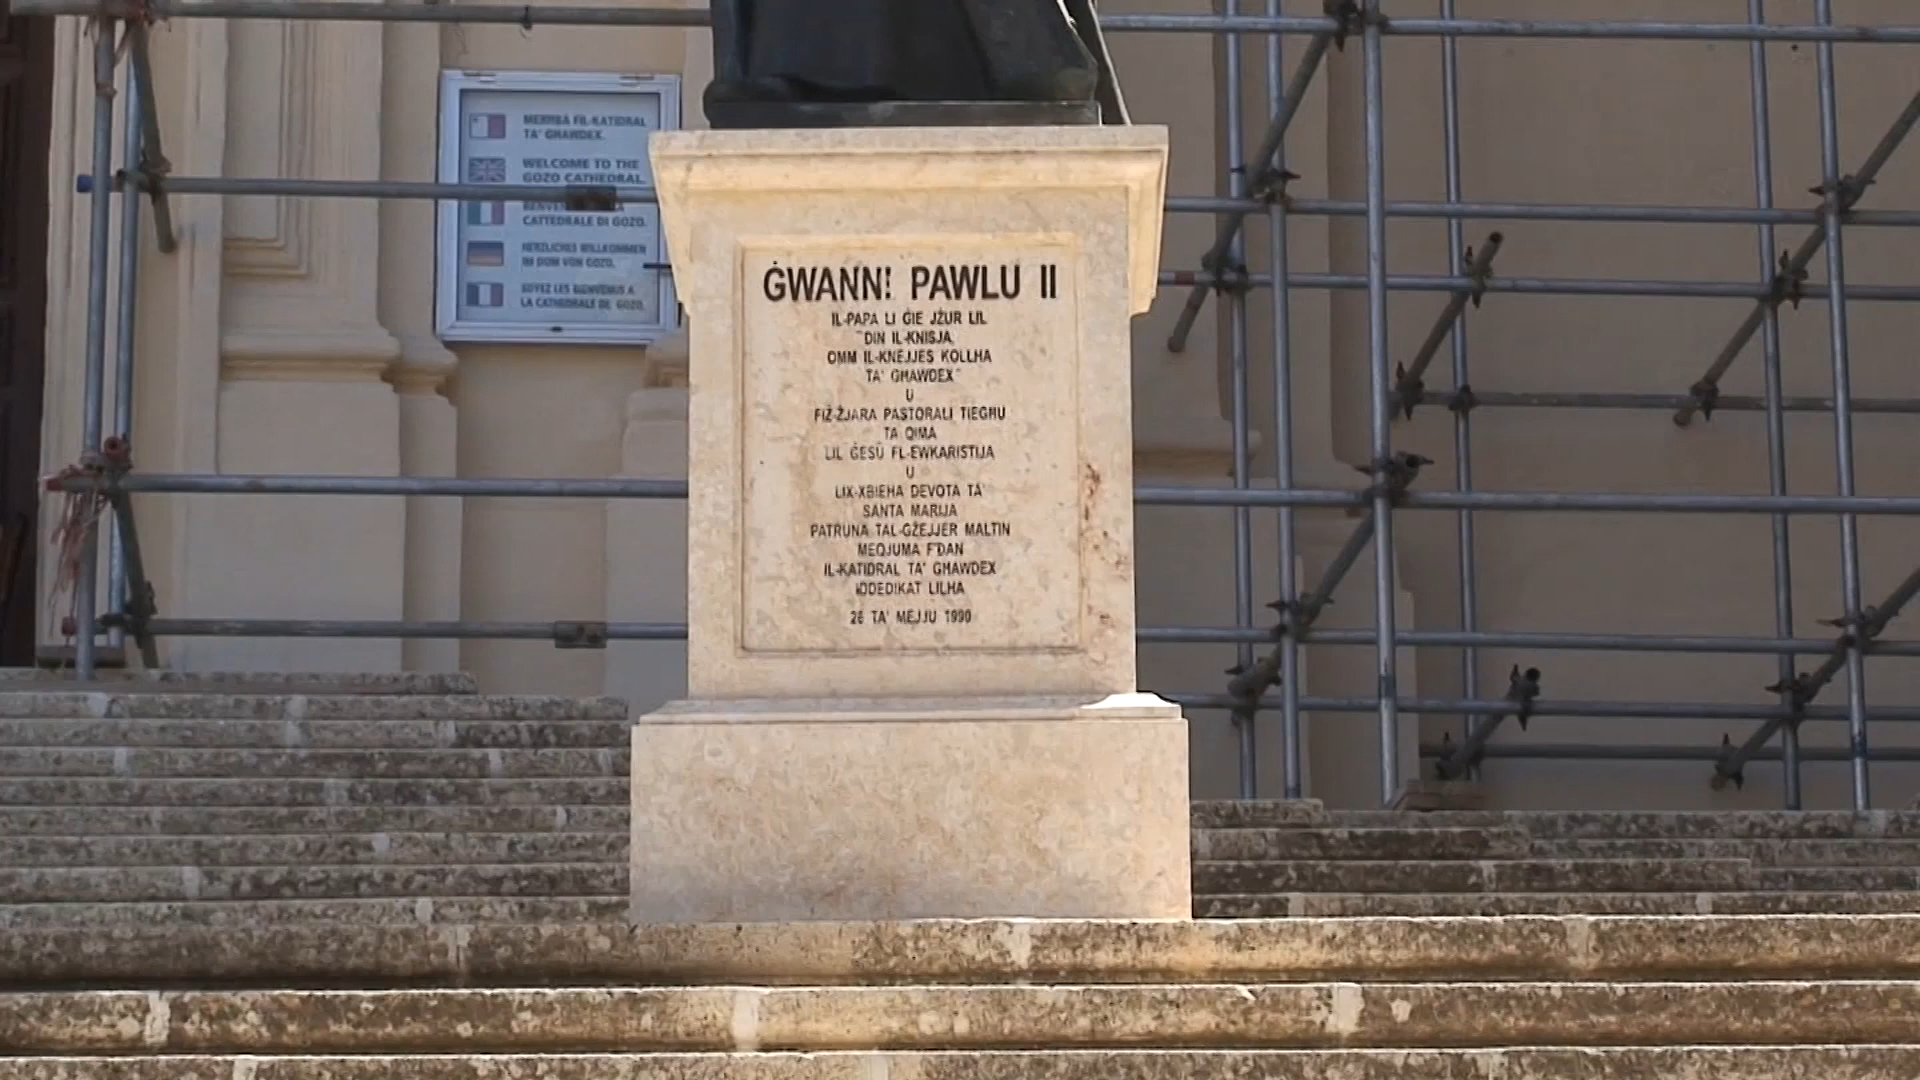 MERĦBA FIL-KATIDRAL
TA' GĦAWDEX.
WELCOME TO THE
GOZO CATHEDRAL.
CATTEDRALE DI GOZO.
HERZLICHES WILLKOMMEN
IM DOM VON GOZO.
SOYEZ LES BIENVENUS A
LA CATHEDRALE DE GOZO.
ĠWANNI PAWLU II
IL-PAPA LI ĠIE JŻUR LIL
"DIN IL-KNISJA,
OMM IL-KNEJJES KOLLHA
TA' GĦAWDEX"
U
FIŻ-ŻJARA PASTORALI TIEGĦU
TA QIMA
LIL ĠESÙ FL-EWKARISTIJA
U
LIX-XBIEHA DEVOTA TA'
SANTA MARIJA
PATRUNA TAL-GŻEJJER MALTIN
MEQJUMA F'DAN
IL-KATIDRAL TA' GĦAWDEX
IDDEDIKAT LILHA
26 TA' MEJJU 1990